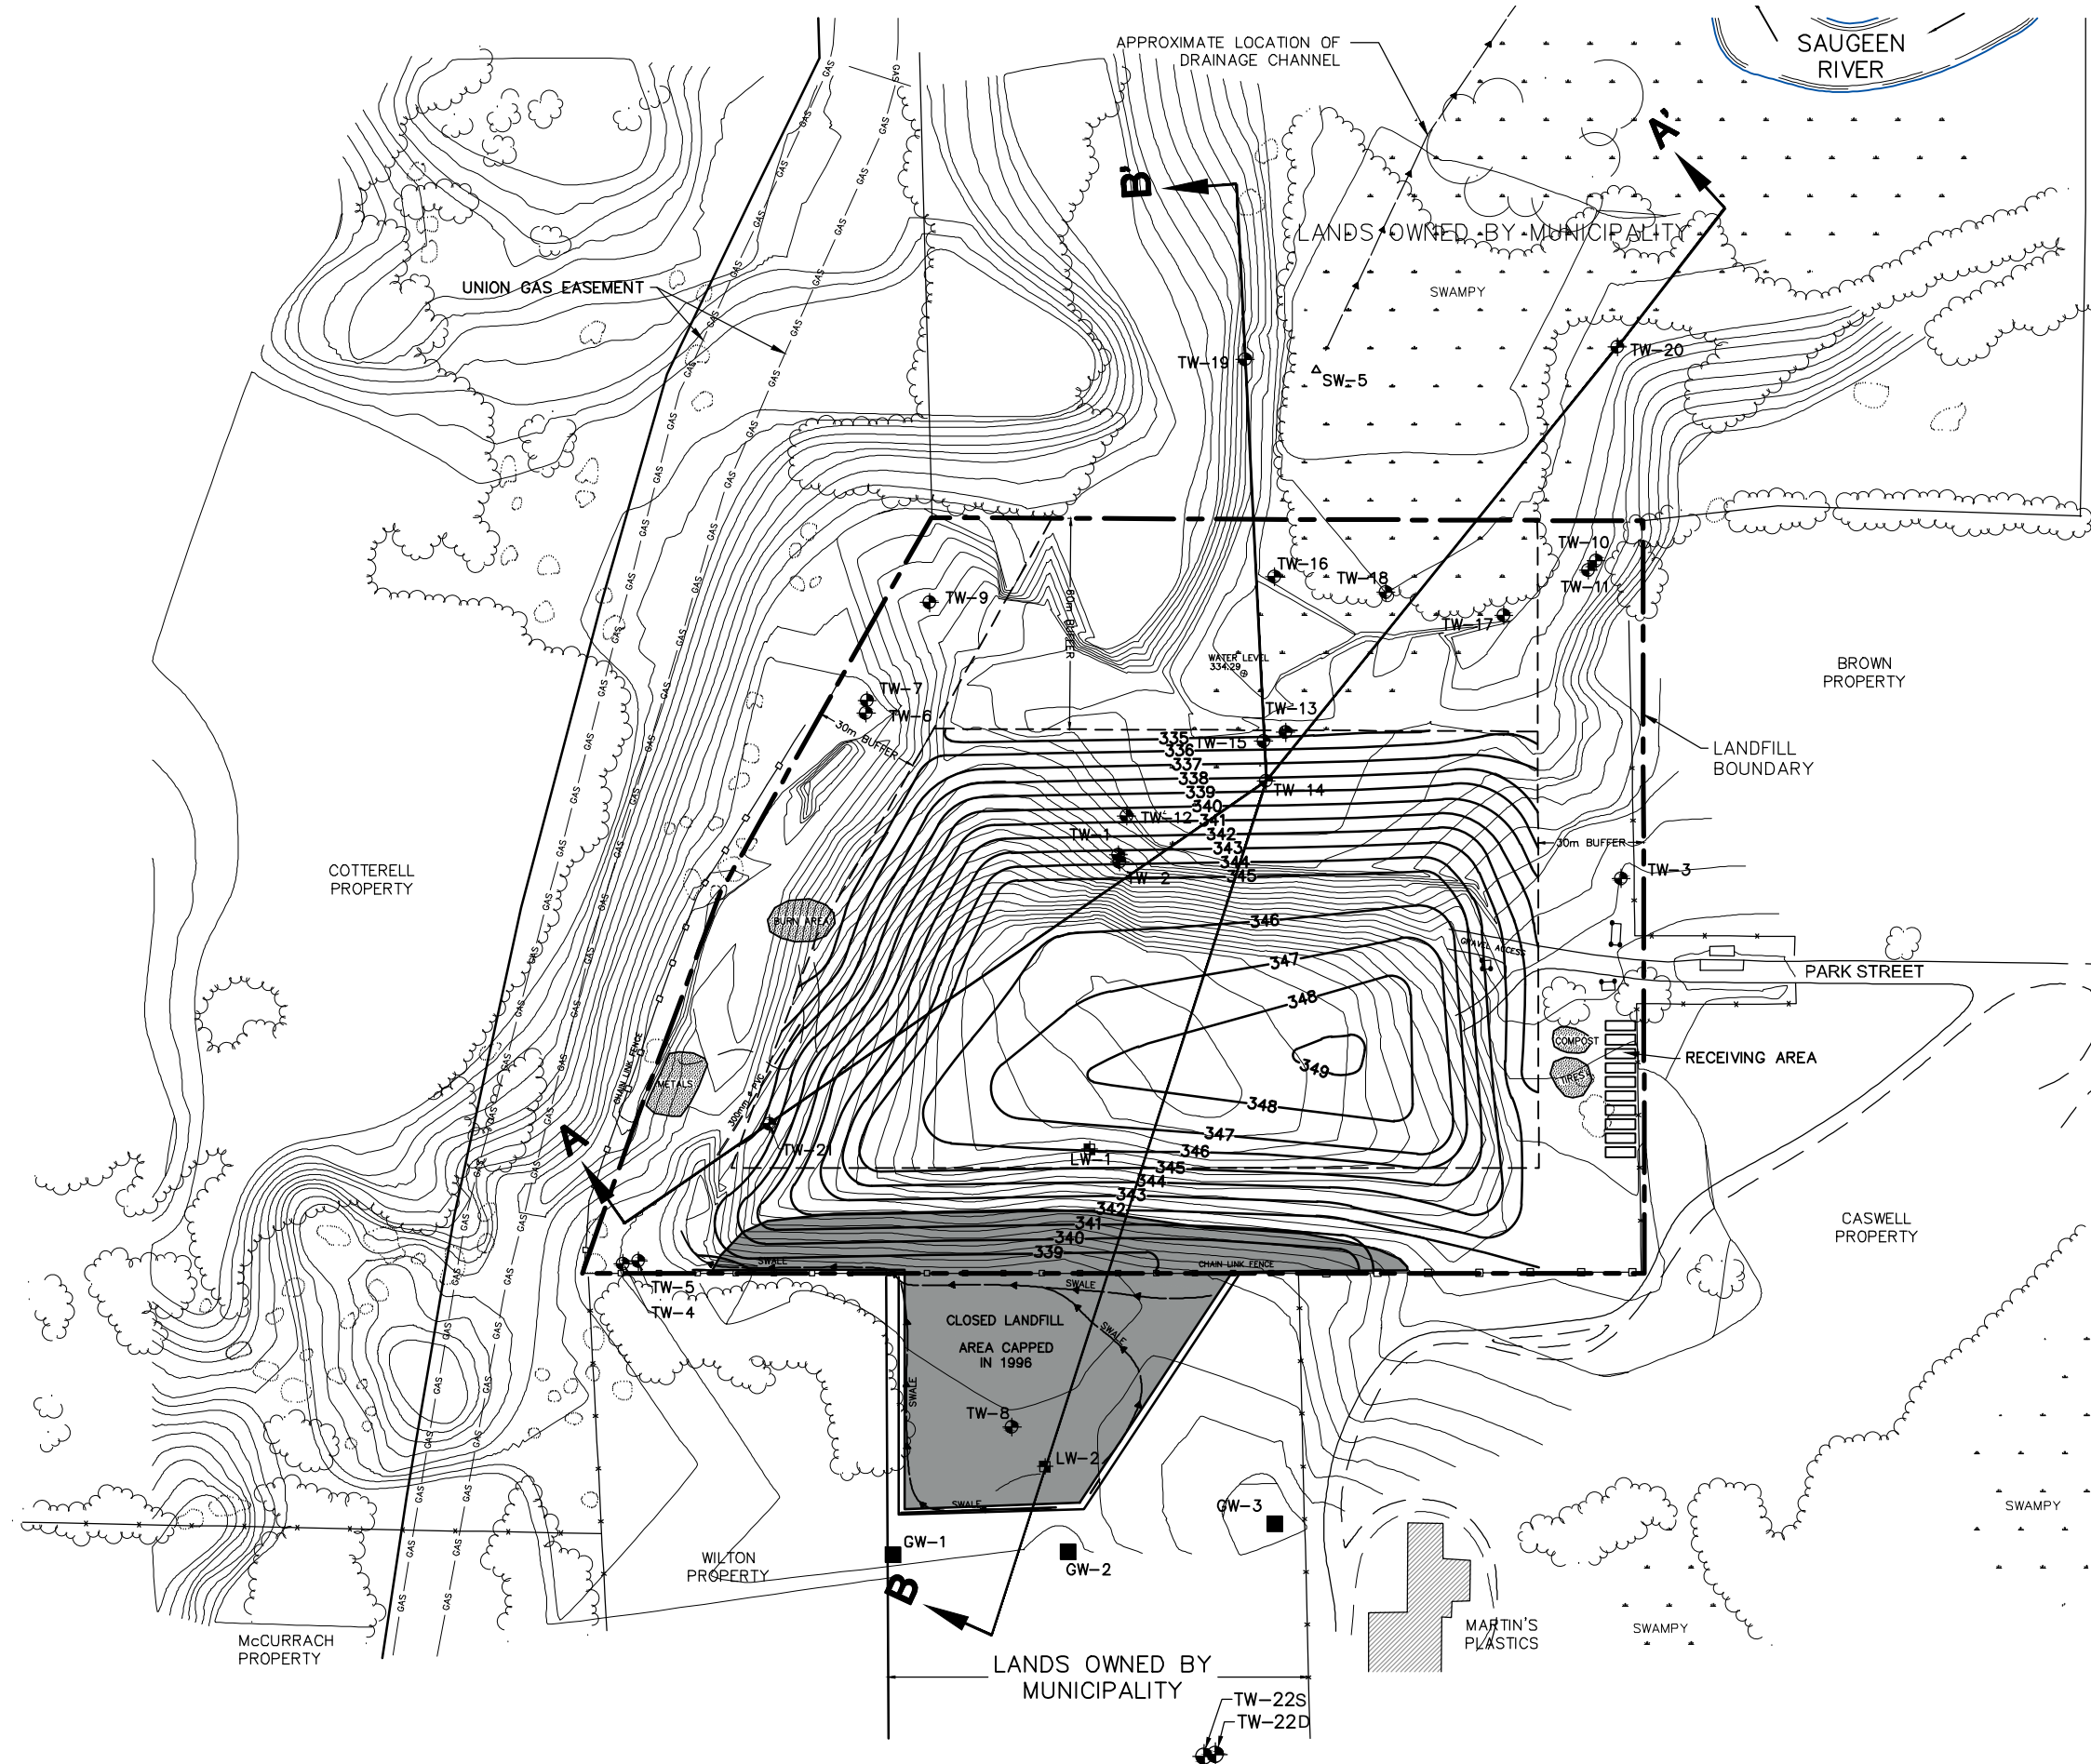 APPROXIMATE LOCATION OF
DRAINAGE CHANNEL
SAUGEEN
RIVER
A'
B'
LANDS OWNED BY MUNICIPALITY
UNION GAS EASEMENT
SWAMPY
TW-19
SW-5
TW-20
GAS
TW-10
TW-16
TW-18
TW-11
TW-9
TW-17
80m BUFFER
WATER LEVEL
334.29
BROWN
PROPERTY
TW-7
TW-6
30m BUFFER
TW-13
335
TW-15
336
337
338
339
TW-14
340
TW-12
341
TW-1
342
343
344
TW-2
345
LANDFILL
BOUNDARY
30m BUFFER
TW-3
COTTERELL
PROPERTY
BURN AREA
346
GRAVEL ACCESS
347
PARK STREET
348
CHAIN LINK FENCE
COMPOST
RECEIVING AREA
METALS
349
TIRES
300mm ø PVC
348
A
347
TW-21
346
LW-1
345
344
343
342
341
340
339
CASWELL
PROPERTY
SWALE
CHAIN LINK FENCE
TW-5
TW-4
SWALE
CLOSED LANDFILL
AREA CAPPED
IN 1996
SWALE
SWALE
TW-8
LW-2
SWALE
GW-3
SWAMPY
GW-1
GW-2
WILTON
PROPERTY
B
McCURRACH
PROPERTY
MARTIN'S
PLASTICS
SWAMPY
LANDS OWNED BY
MUNICIPALITY
TW-22S
TW-22D